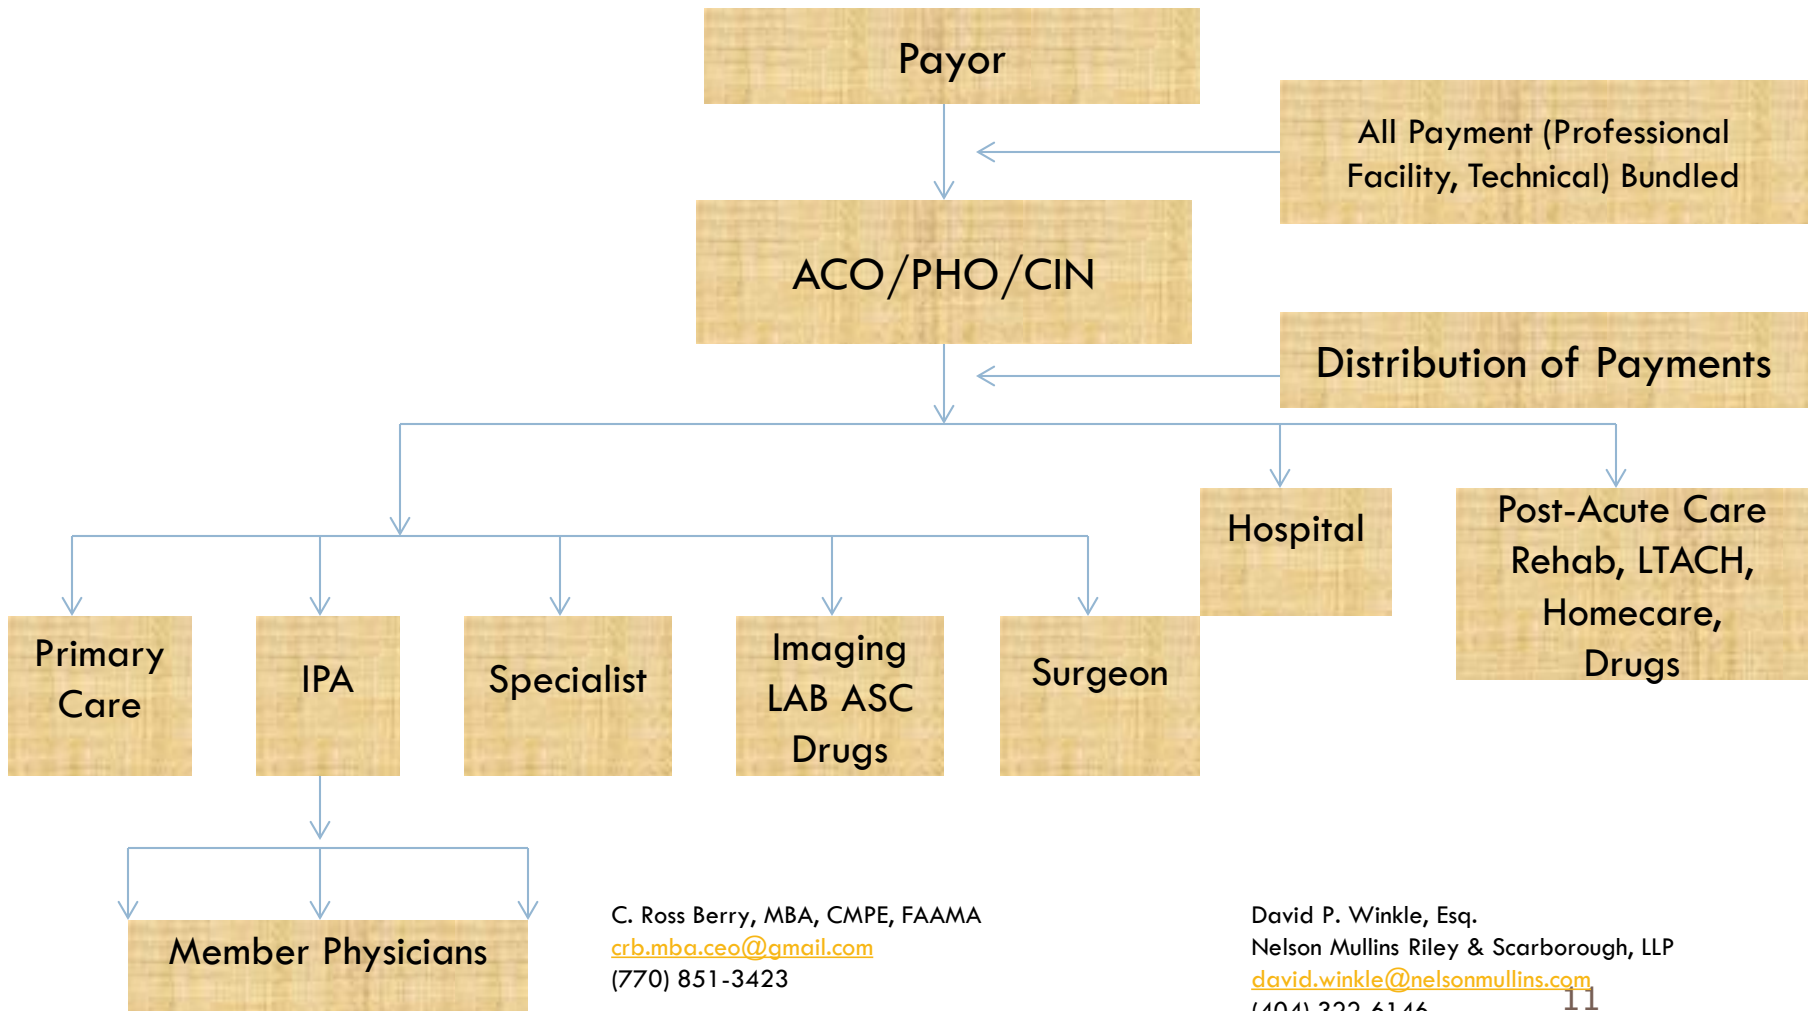 Payor
All Payment (Professional
Facility, Technical) Bundled
ACO/PHO/CIN
Distribution of Payments
Hospital
Post-Acute Care
Rehab, LTACH,
Homecare,
Drugs
Primary
Care
IPA
Specialist
Imaging
LAB ASC
Drugs
Surgeon
Member Physicians
C. Ross Berry, MBA, CMPE, FAAMA
crb.mba.ceo@gmail.com
(770) 851-3423
David P. Winkle, Esq.
Nelson Mullins Riley & Scarborough, LLP
david.winkle@nelsonmullins.com
(404) 322-6146
11